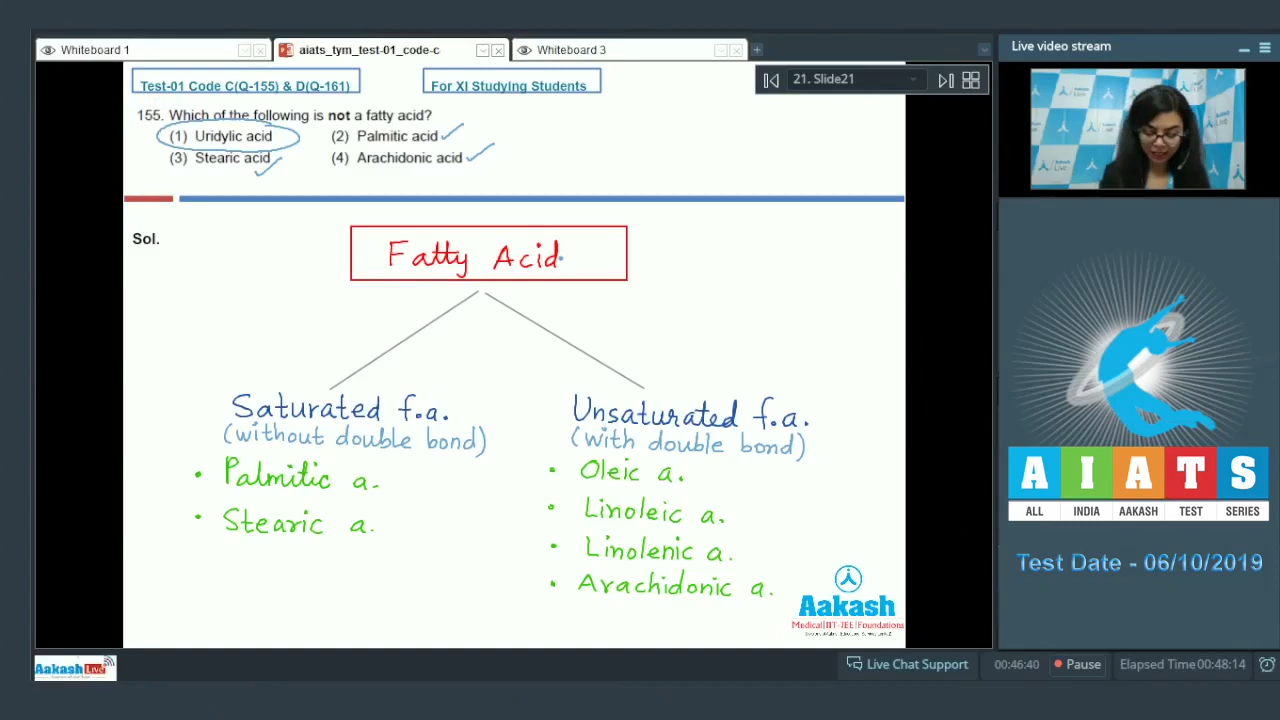 Whiteboard 1
aiats_tym_test-01_code-c
Whiteboard 3
Live video stream
Test-01 Code C(Q-155) & D(Q-161)
For XI Studying Students
21. Slide21
155. Which of the following is not a fatty acid?
(1) Uridylic acid (2) Palmitic acid
(3) Stearic acid (4) Arachidonic acid
Sol.
Fatty Acid
Saturated f.a.
(without double bond)
• Palmitic a.
• Stearic a.
Unsaturated f.a.
(with double bond)
• Oleic a.
• Linoleic a.
• Linolenic a.
• Arachidonic a.
Aakash
Medical|IIT-JEE|Foundations
A I A T S
ALL INDIA AAKASH TEST SERIES
Test Date - 06/10/2019
Aakash Live
Live Chat Support
00:46:40
Pause
Elapsed Time 00:48:14